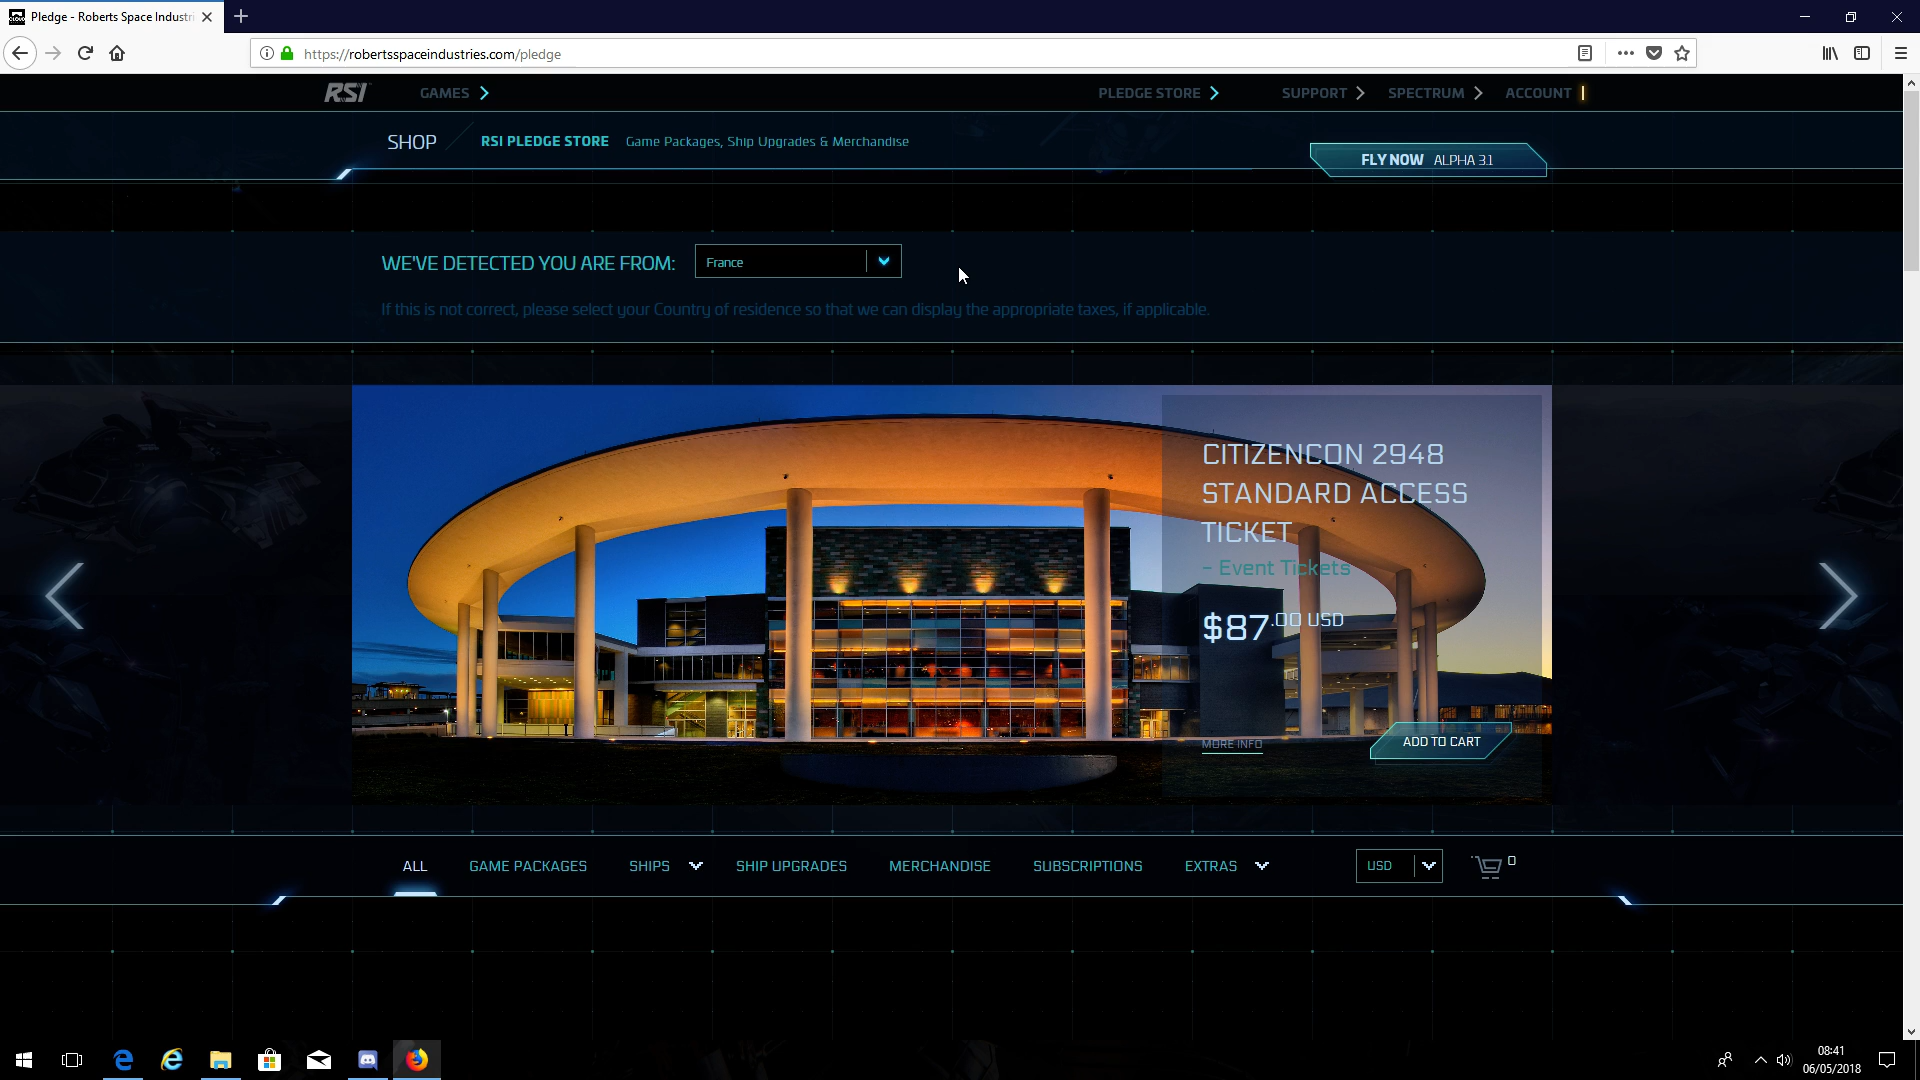 Pledge - Roberts Space Industri
https://robertsspaceindustries.com/pledge
RSI
GAMES
PLEDGE STORE
SUPPORT
SPECTRUM
ACCOUNT
SHOP
RSI PLEDGE STORE
Game Packages, Ship Upgrades & Merchandise
FLY NOW ALPHA 3.1
WE'VE DETECTED YOU ARE FROM:
France
If this is not correct, please select your Country of residence so that we can display the appropriate taxes, if applicable.
CITIZENCON 2948
STANDARD ACCESS
TICKET
- Event Tickets
$87.00 USD
MORE INFO
ADD TO CART
ALL
GAME PACKAGES
SHIPS
SHIP UPGRADES
MERCHANDISE
SUBSCRIPTIONS
EXTRAS
USD
0
08:41
06/05/2018